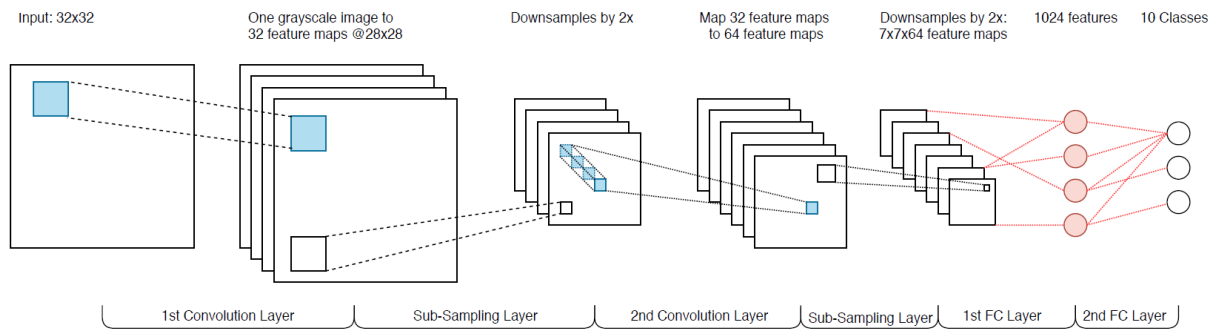 Input: 32x32
One grayscale image to
32 feature maps @28x28
Downsamples by 2x
Map 32 feature maps
to 64 feature maps
Downsamples by 2x:
7x7x64 feature maps
1024 features
10 Classes
1st Convolution Layer
Sub-Sampling Layer
2nd Convolution Layer
Sub-Sampling Layer
1st FC Layer
2nd FC Layer